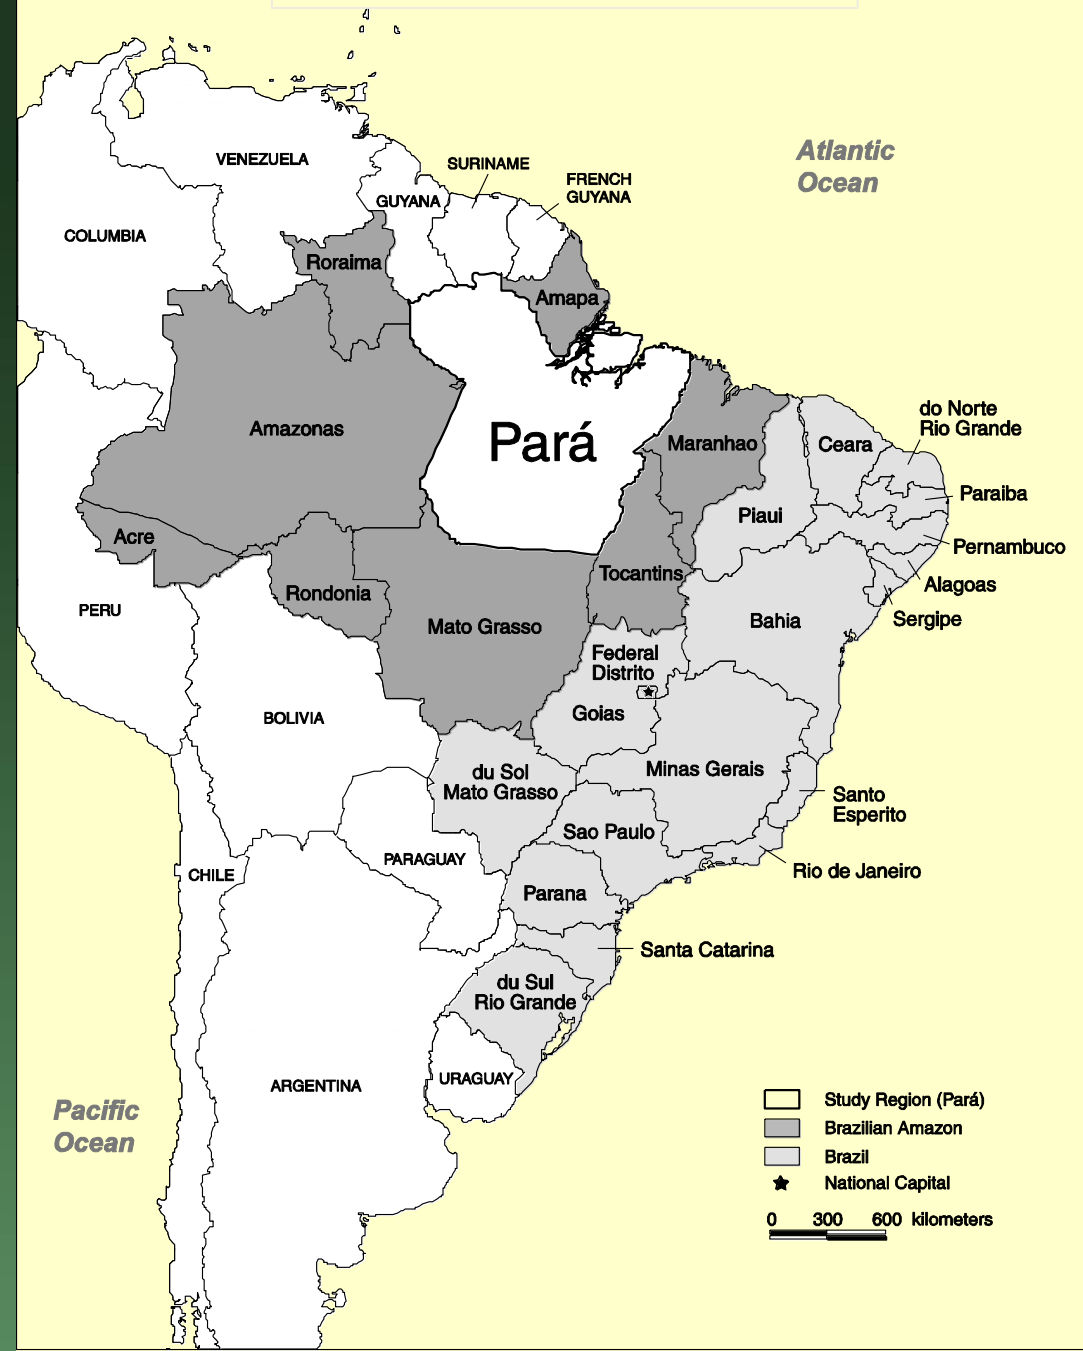 Atlantic
Ocean
VENEZUELA
SURINAME
FRENCH
GUYANA
GUYANA
COLUMBIA
Roraima
Amapa
do Norte
Rio Grande
Amazonas
Pará
Maranhao
Ceara
Paraiba
Piaui
Acre
Pernambuco
Tocantins
Alagoas
Rondonia
PERU
Mato Grasso
Bahia
Sergipe
Federal
Distrito
BOLIVIA
Goias
du Sol
Mato Grasso
Minas Gerais
Santo
Esperito
Sao Paulo
PARAGUAY
CHILE
Rio de Janeiro
Parana
Santa Catarina
du Sul
Rio Grande
ARGENTINA
URAGUAY
Pacific
Ocean
Study Region (Pará)
Brazilian Amazon
Brazil
National Capital
0 300 600 kilometers